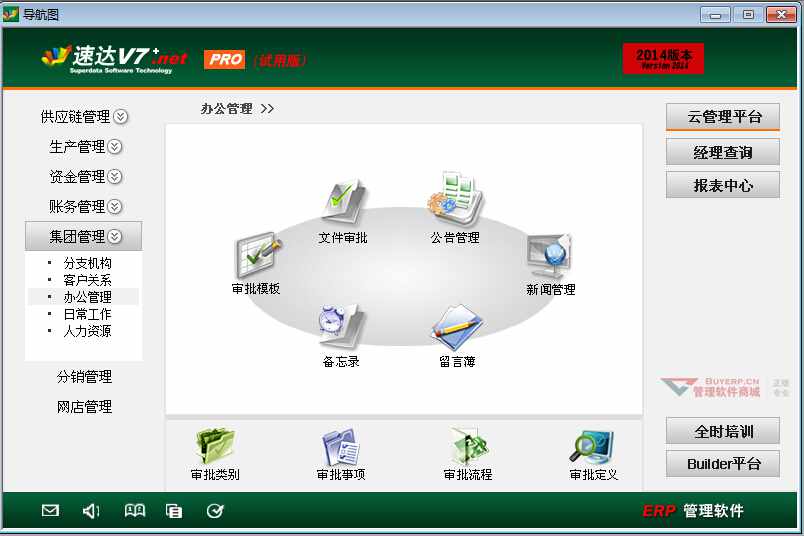 导航图
速达V7+.net PRO (试用版)
Superdata Software Technology
2014版本
Version 2014
供应链管理
生产管理
资金管理
账务管理
集团管理
· 分支机构
· 客户关系
· 办公管理
· 日常工作
· 人力资源
分销管理
网店管理
办公管理 >>
文件审批
公告管理
审批模板
新闻管理
备忘录
留言薄
审批类别
审批事项
审批流程
审批定义
云管理平台
经理查询
报表中心
BUYERP.CN
管理软件商城
正版
专业
全时培训
Builder平台
ERP 管理软件